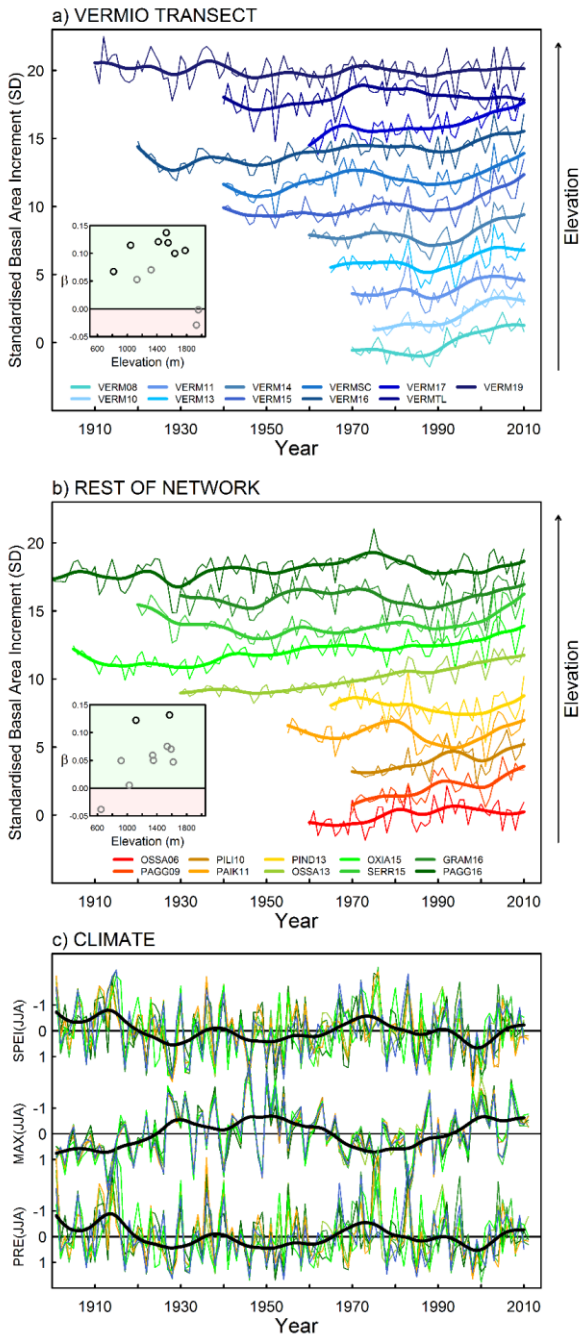 a) VERMIO TRANSECT
Standardised Basal Area Increment (SD)
20
15
10
5
0
Elevation
β
0.15
0.10
0.05
0.00
-0.05
600 1000 1400 1800
Elevation (m)
VERM08 VERM11 VERM14 VERMSC VERM17 VERM19
VERM10 VERM13 VERM15 VERM16 VERMTL
1910 1930 1950 1970 1990 2010
Year
b) REST OF NETWORK
Standardised Basal Area Increment (SD)
20
15
10
5
0
Elevation
β
0.15
0.10
0.05
0.00
-0.05
600 1000 1400 1800
Elevation (m)
OSSA06 PILI10 PIND13 OXIA15 GRAM16
PAGG09 PAIK11 OSSA13 SERR15 PAGG16
1910 1930 1950 1970 1990 2010
Year
c) CLIMATE
SPEI(JJA)
-1
0
1
MAX(JJA)
-1
0
1
PRE(JJA)
-1
0
1
1910 1930 1950 1970 1990 2010
Year